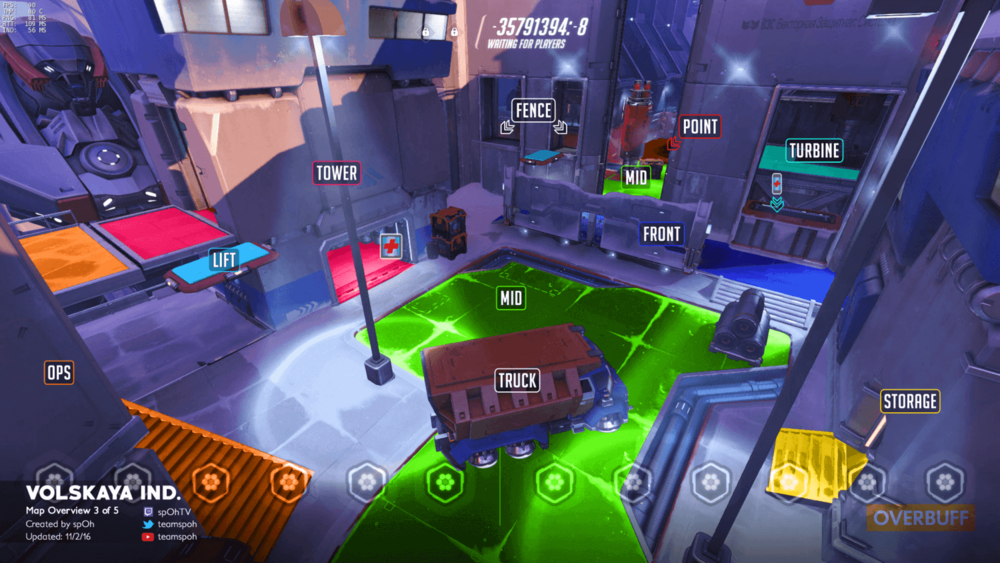 -35791394:-8
WAITING FOR PLAYERS
FENCE
POINT
TURBINE
TOWER
MID
FRONT
LIFT
MID
OPS
TRUCK
STORAGE
VOLSKAYA IND.
Map Overview 3 of 5
Created by spOh
Updated: 11/2/16
spOhTV
teamspoh
teamspoh
OVERBUFF